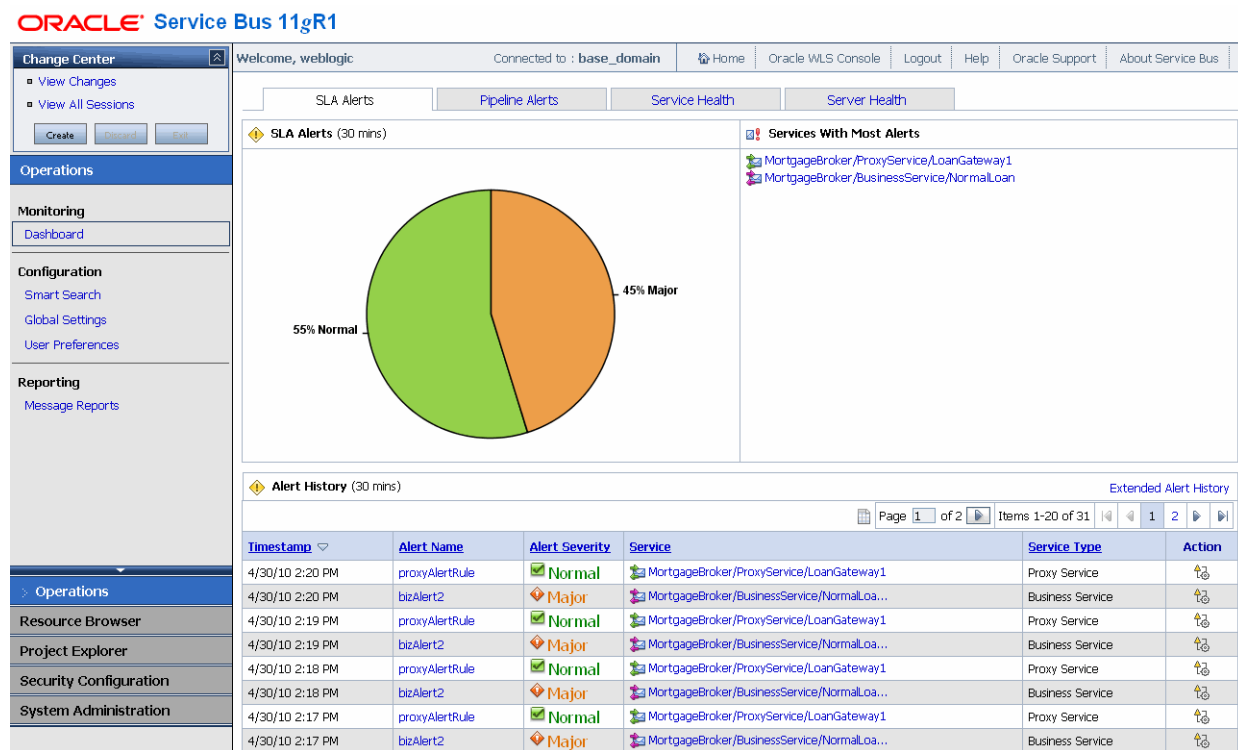 ORACLE Service Bus 11gR1
Change Center
View Changes
View All Sessions
Create Discard Exit
Operations
Monitoring
Dashboard
Configuration
Smart Search
Global Settings
User Preferences
Reporting
Message Reports
Operations
Resource Browser
Project Explorer
Security Configuration
System Administration
Welcome, weblogic Connected to : base_domain Home Oracle WLS Console Logout Help Oracle Support About Service Bus
SLA Alerts Pipeline Alerts Service Health Server Health
SLA Alerts (30 mins)
45% Major
55% Normal
Services With Most Alerts
MortgageBroker/ProxyService/LoanGateway1
MortgageBroker/BusinessService/NormalLoan
Alert History (30 mins) Extended Alert History
Page 1 of 2 Items 1-20 of 31 1 2
Timestamp Alert Name Alert Severity Service Service Type Action
4/30/10 2:20 PM proxyAlertRule Normal MortgageBroker/ProxyService/LoanGateway1 Proxy Service
4/30/10 2:20 PM bizAlert2 Major MortgageBroker/BusinessService/NormalLoa... Business Service
4/30/10 2:19 PM proxyAlertRule Normal MortgageBroker/ProxyService/LoanGateway1 Proxy Service
4/30/10 2:19 PM bizAlert2 Major MortgageBroker/BusinessService/NormalLoa... Business Service
4/30/10 2:18 PM proxyAlertRule Normal MortgageBroker/ProxyService/LoanGateway1 Proxy Service
4/30/10 2:18 PM bizAlert2 Major MortgageBroker/BusinessService/NormalLoa... Business Service
4/30/10 2:17 PM proxyAlertRule Normal MortgageBroker/ProxyService/LoanGateway1 Proxy Service
4/30/10 2:17 PM bizAlert2 Major MortgageBroker/BusinessService/NormalLoa... Business Service